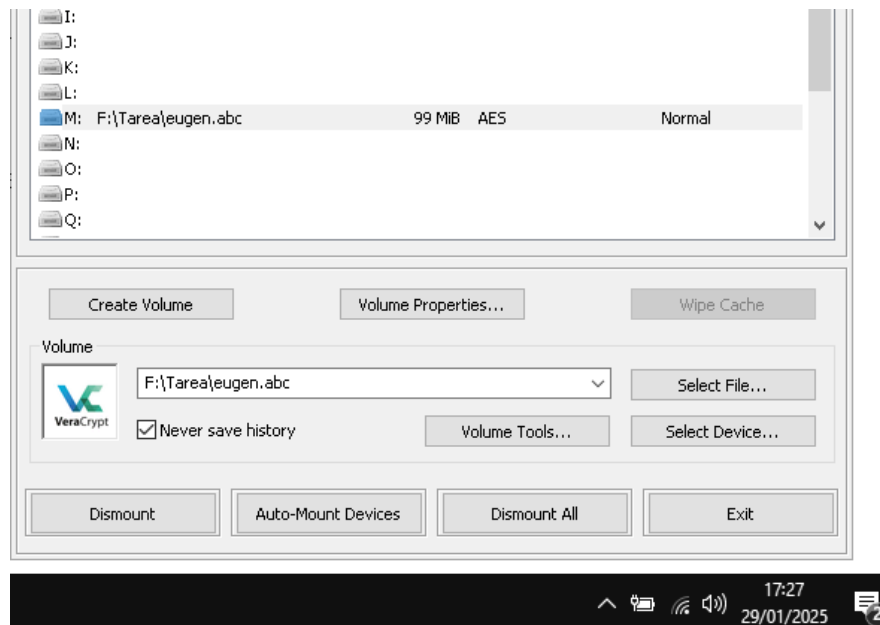 I:
J:
K:
L:
M: F:\Tarea\eugen.abc 99 MiB AES Normal
N:
O:
P:
Q:
Create Volume Volume Properties... Wipe Cache
Volume
F:\Tarea\eugen.abc Select File...
VeraCrypt
Never save history Volume Tools... Select Device...
Dismount Auto-Mount Devices Dismount All Exit
17:27
29/01/2025
2